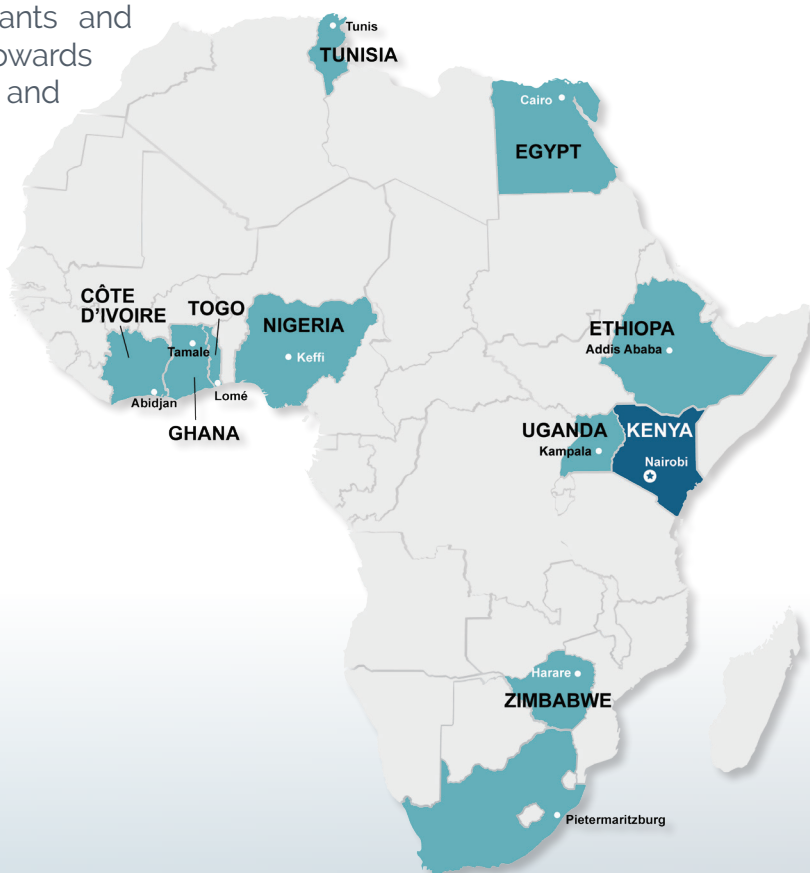 ants and
owards
and
Tunis
TUNISIA
Cairo
EGYPT
CÔTE
D'IVOIRE
TOGO
NIGERIA
Tamale
Keffi
Abidjan
Lomé
GHANA
ETHIOPA
Addis Ababa
UGANDA
KENYA
Kampala
Nairobi
Harare
ZIMBABWE
Pietermaritzburg